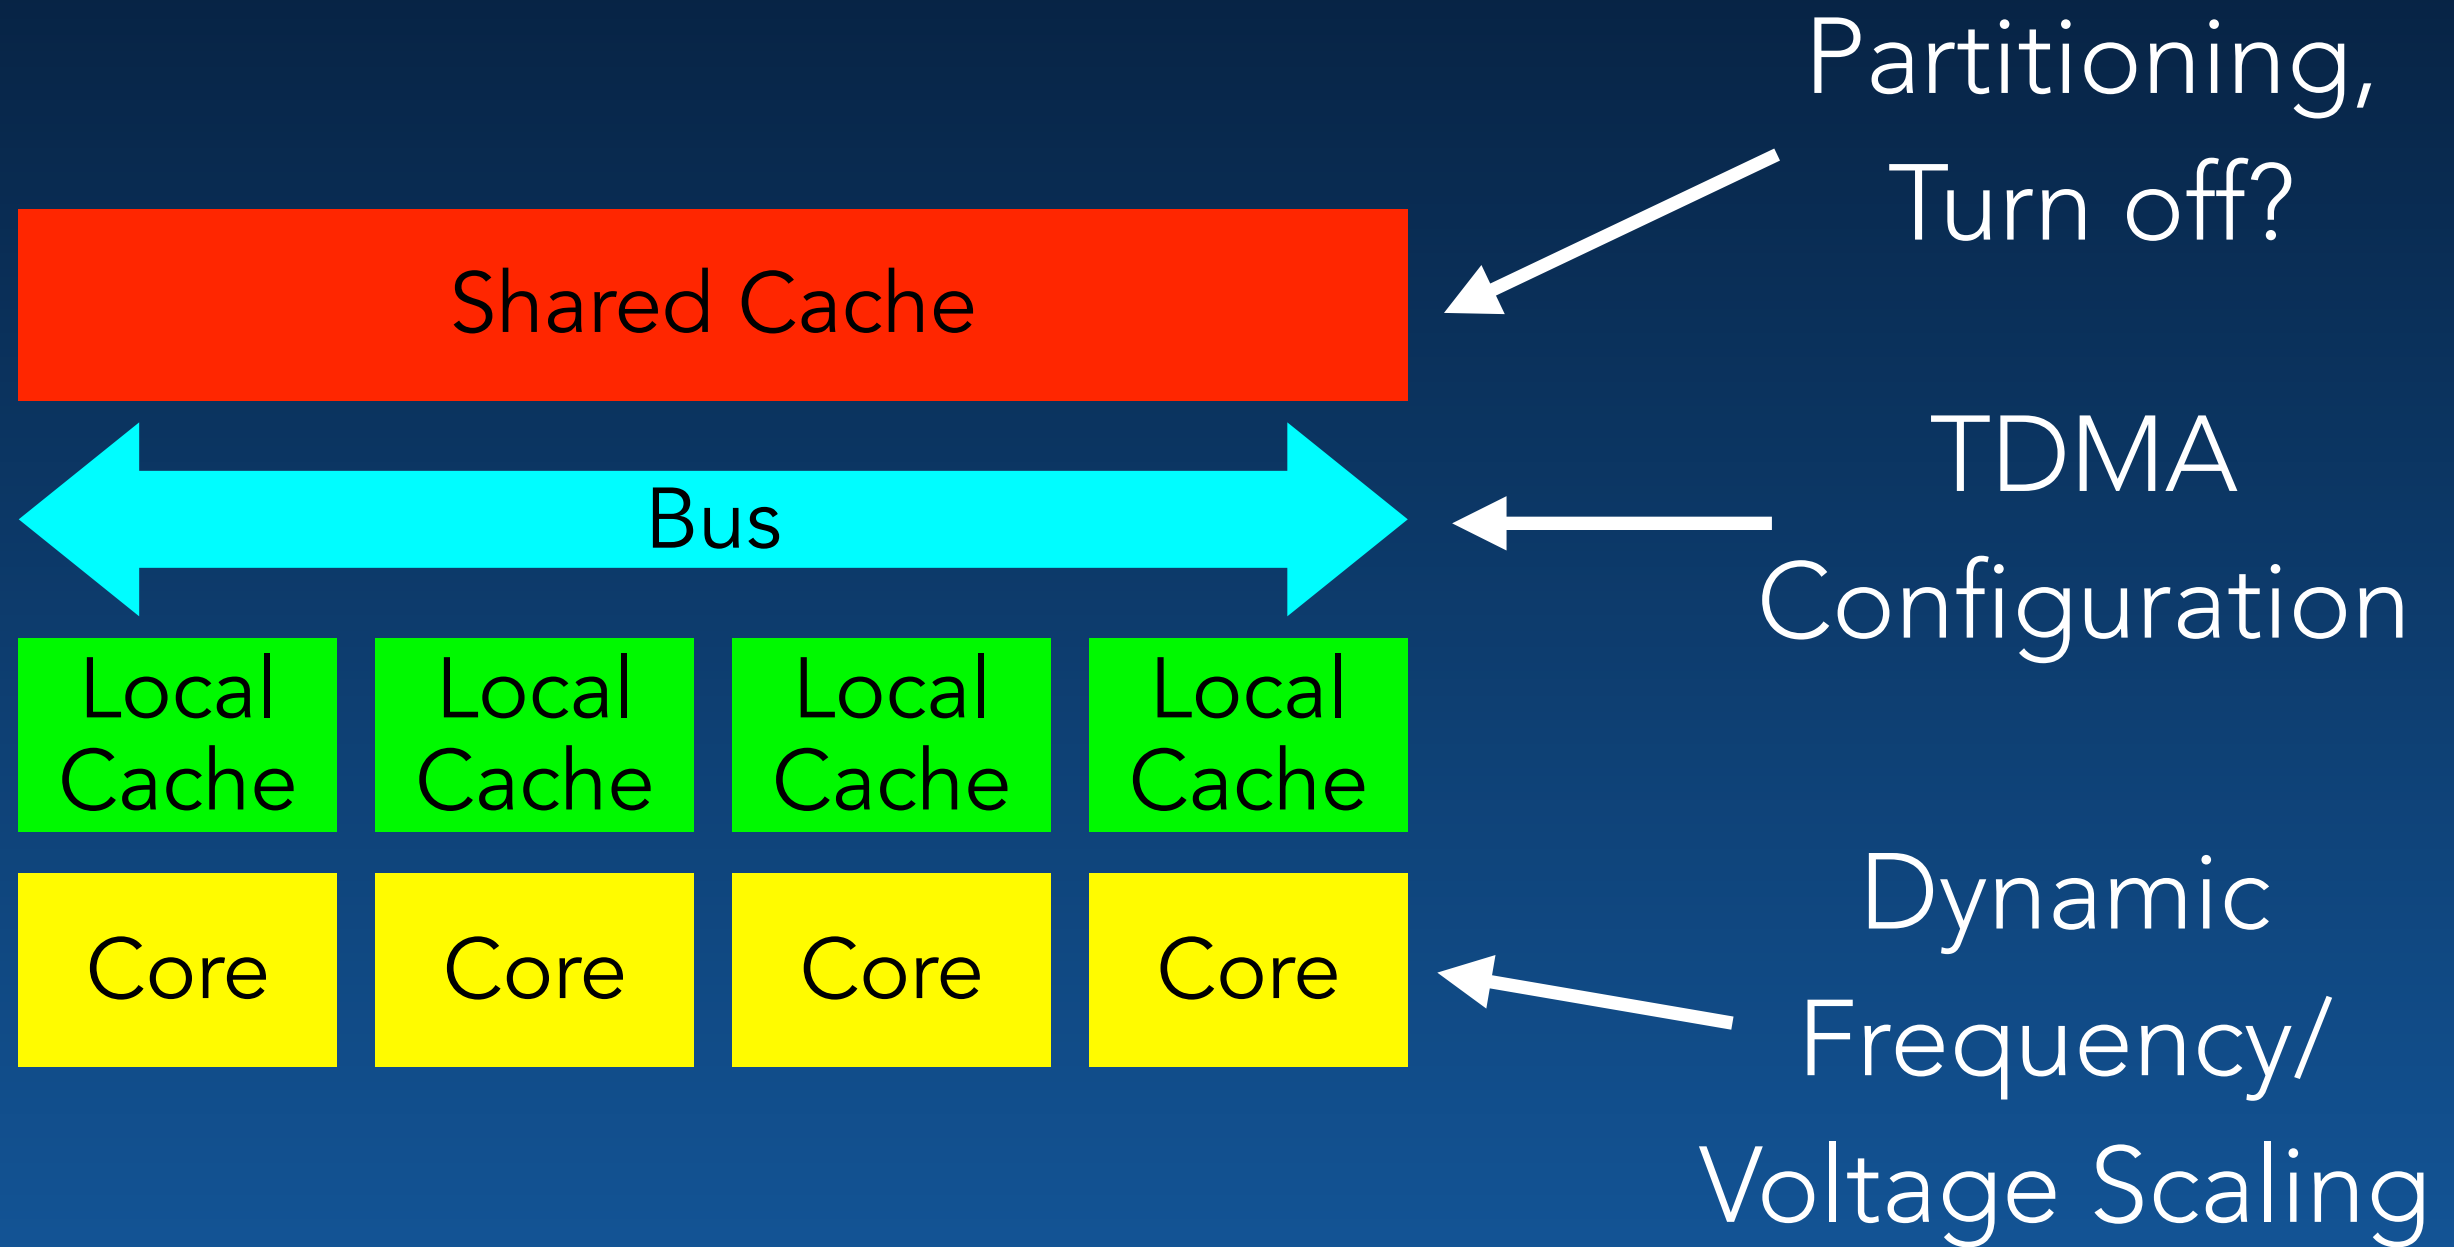 Partitioning,
Turn off?
Shared Cache
TDMA
Configuration
Bus
Local
Cache
Local
Cache
Local
Cache
Local
Cache
Core
Core
Core
Core
Dynamic
Frequency/
Voltage Scaling